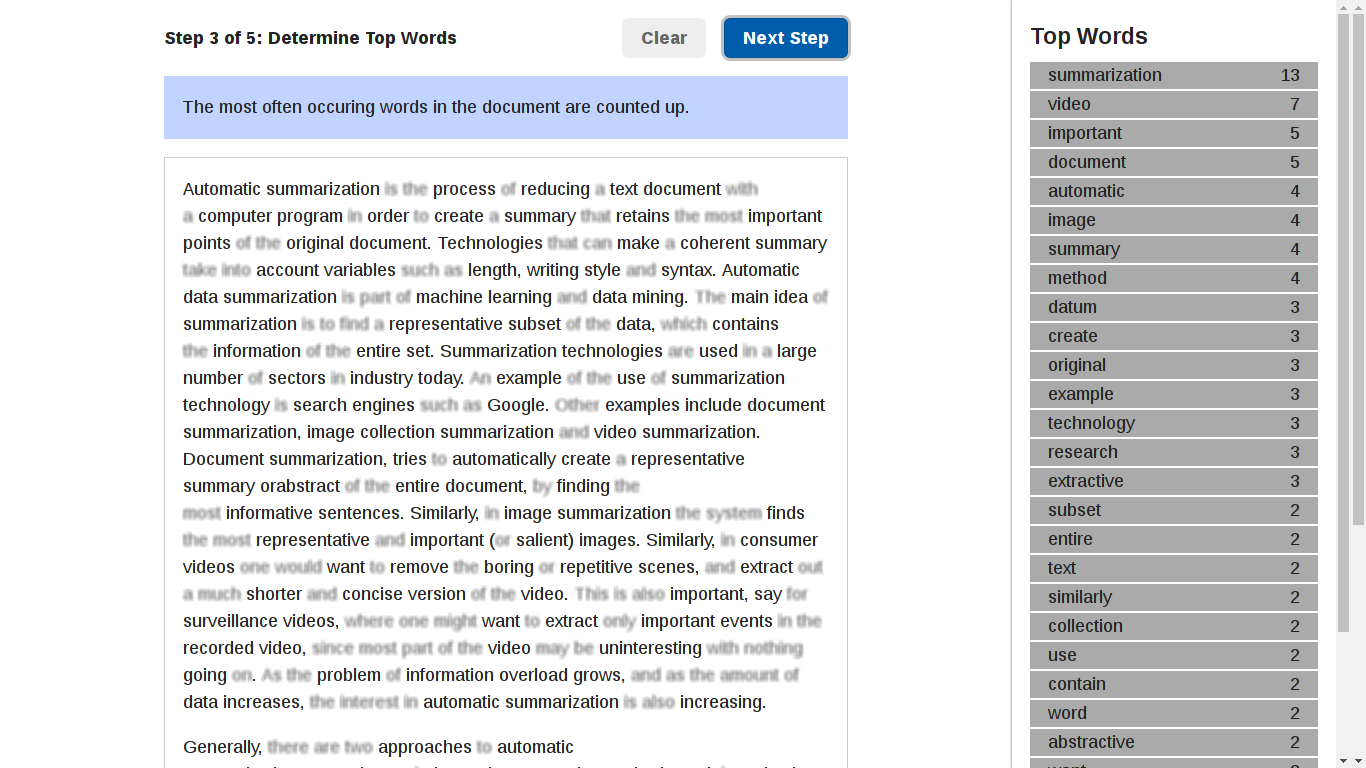 Step 3 of 5: Determine Top Words
Clear
Next Step
The most often occuring words in the document are counted up.
Automatic summarization is the process of reducing a text document with
a computer program in order to create a summary that retains the most important
points of the original document. Technologies that can make a coherent summary
take into account variables such as length, writing style and syntax. Automatic
data summarization is part of machine learning and data mining. The main idea of
summarization is to find a representative subset of the data, which contains
the information of the entire set. Summarization technologies are used in a large
number of sectors in industry today. An example of the use of summarization
technology is search engines such as Google. Other examples include document
summarization, image collection summarization and video summarization.
Document summarization, tries to automatically create a representative
summary orabstract of the entire document, by finding the
most informative sentences. Similarly, in image summarization the system finds
the most representative and important (or salient) images. Similarly, in consumer
videos one would want to remove the boring or repetitive scenes, and extract out
a much shorter and concise version of the video. This is also important, say for
surveillance videos, where one might want to extract only important events in the
recorded video, since most part of the video may be uninteresting with nothing
going on. As the problem of information overload grows, and as the amount of
data increases, the interest in automatic summarization is also increasing.
Generally, there are two approaches to automatic
Top Words
summarization 13
video 7
important 5
document 5
automatic 4
image 4
summary 4
method 4
datum 3
create 3
original 3
example 3
technology 3
research 3
extractive 3
subset 2
entire 2
text 2
similarly 2
collection 2
use 2
contain 2
word 2
abstractive 2